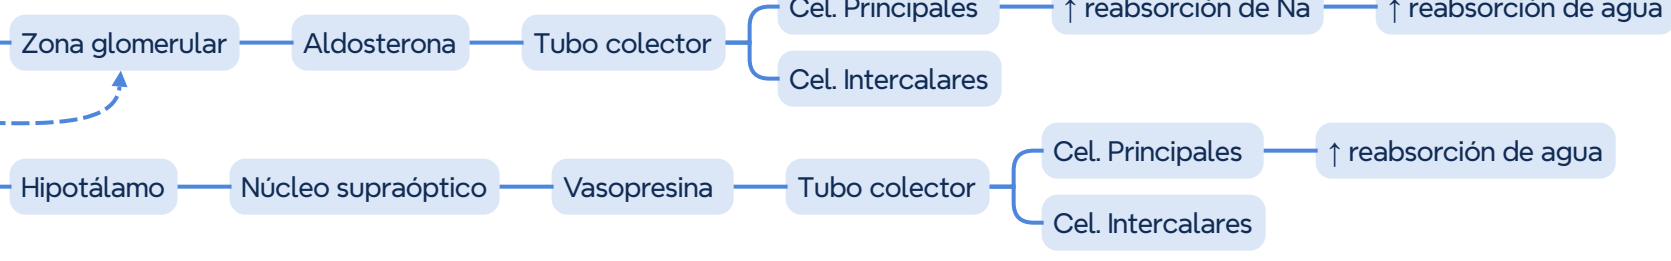 Zona glomerular
Aldosterona
Tubo colector
Cel. Principales
↑ reabsorción de Na
↑ reabsorción de agua
Cel. Intercalares
Hipotálamo
Núcleo supraóptico
Vasopresina
Tubo colector
Cel. Principales
↑ reabsorción de agua
Cel. Intercalares